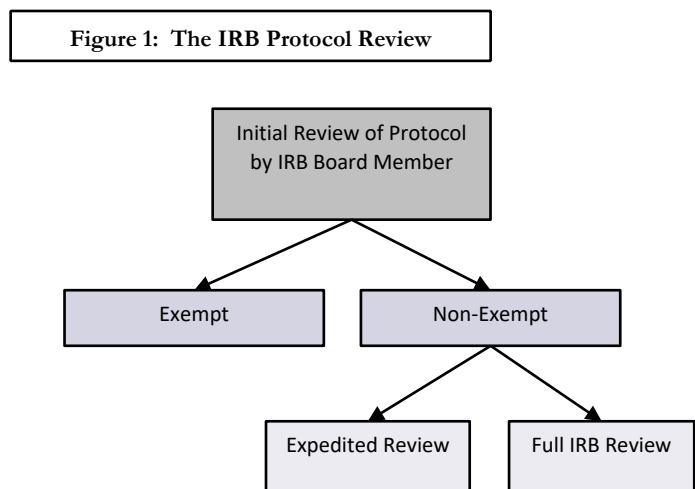 Figure 1: The IRB Protocol Review
Initial Review of Protocol
by IRB Board Member
Exempt
Non-Exempt
Expedited Review
Full IRB Review